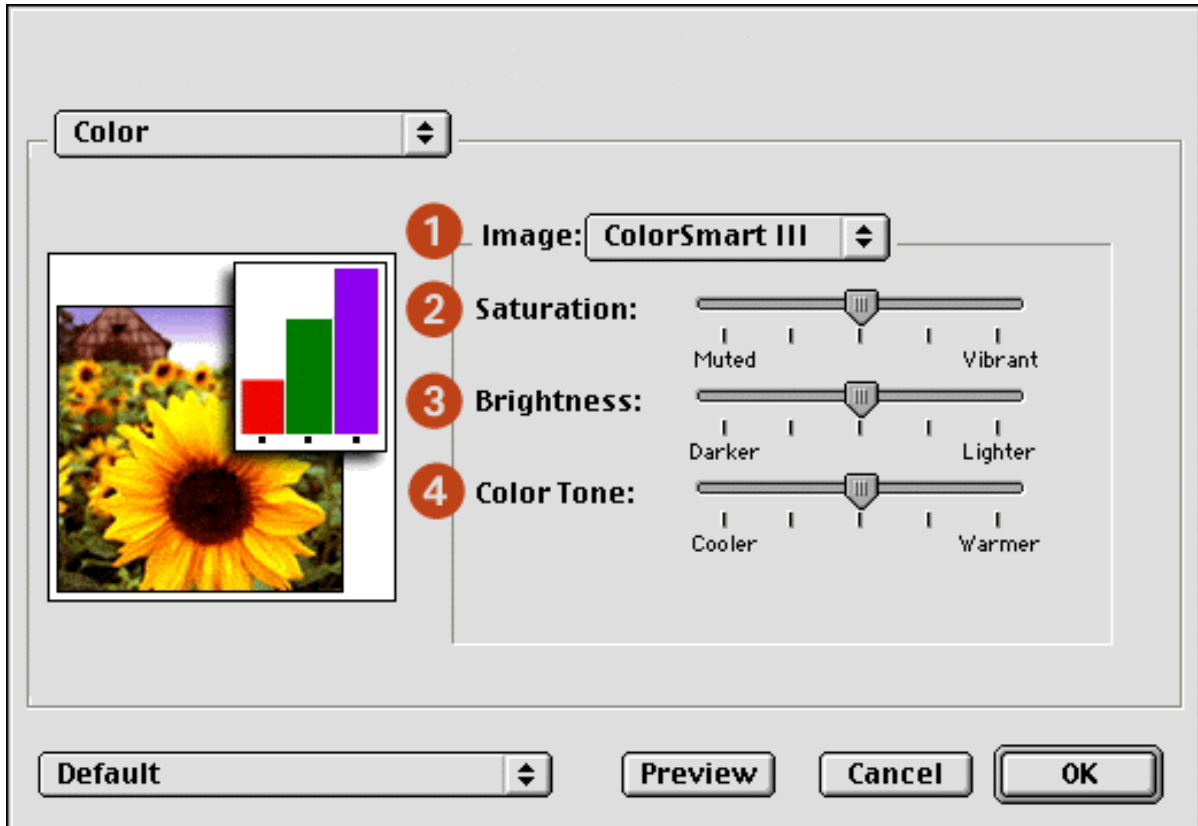 Color
1 Image: ColorSmart III
2 Saturation:
Muted Vibrant
3 Brightness:
Darker Lighter
4 Color Tone:
Cooler Warmer
Default Preview Cancel OK